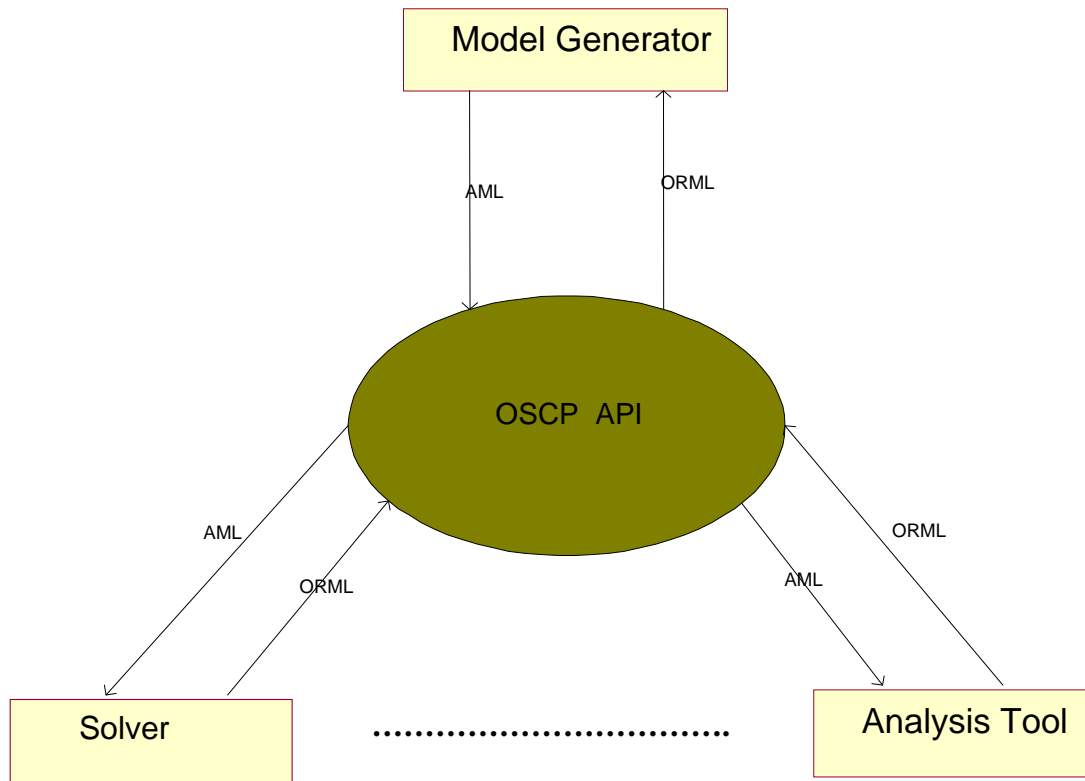 Model Generator
AML
ORML
OSCP API
AML
ORML
ORML
AML
Solver
Analysis Tool